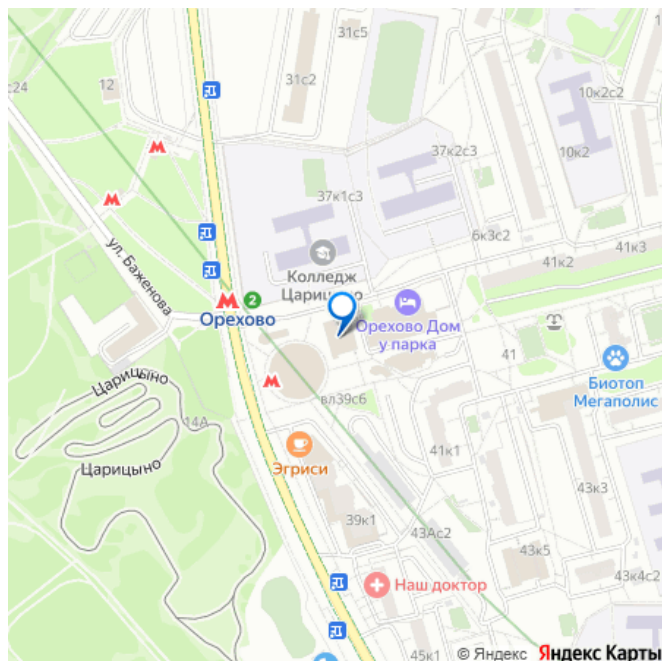 31с5
12
31с2
с24
10к2с2
37к2с3
10к2
37к1с3
6к3с2
41к3
41к2
ул. Баженова
Колледж
Царицыно
2
Орехово
Орехово Дом
у парка
41
Биотоп
Мегаполис
Царицыно
14А
вл39с6
Царицыно
Эгриси
41к1
43к3
39к1
43Ас2
43к5
43к4с2
Наш доктор
45к1
© Яндекс Яндекс Карты